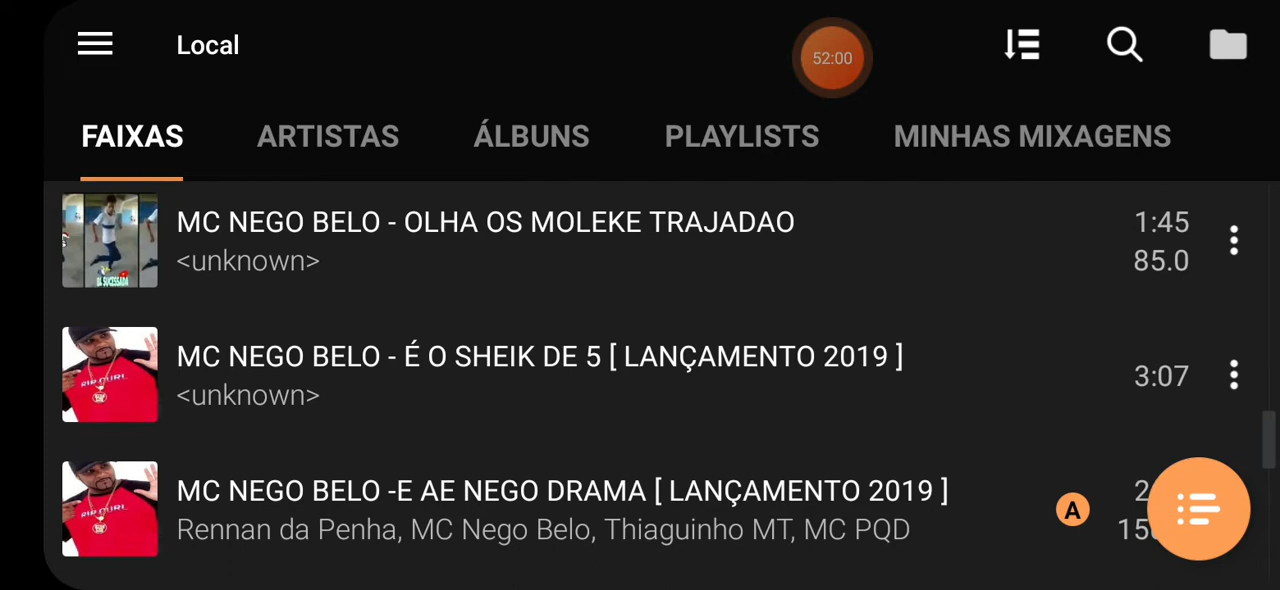 Local
52:00
FAIXAS
ARTISTAS
ÁLBUNS
PLAYLISTS
MINHAS MIXAGENS
MC NEGO BELO - OLHA OS MOLEKE TRAJADAO
1:45
<unknown>
85.0
MC NEGO BELO - É O SHEIK DE 5 [ LANÇAMENTO 2019 ]
<unknown>
3:07
MC NEGO BELO -E AE NEGO DRAMA [ LANÇAMENTO 2019 ]
Rennan da Penha, MC Nego Belo, Thiaguinho MT, MC PQD
A